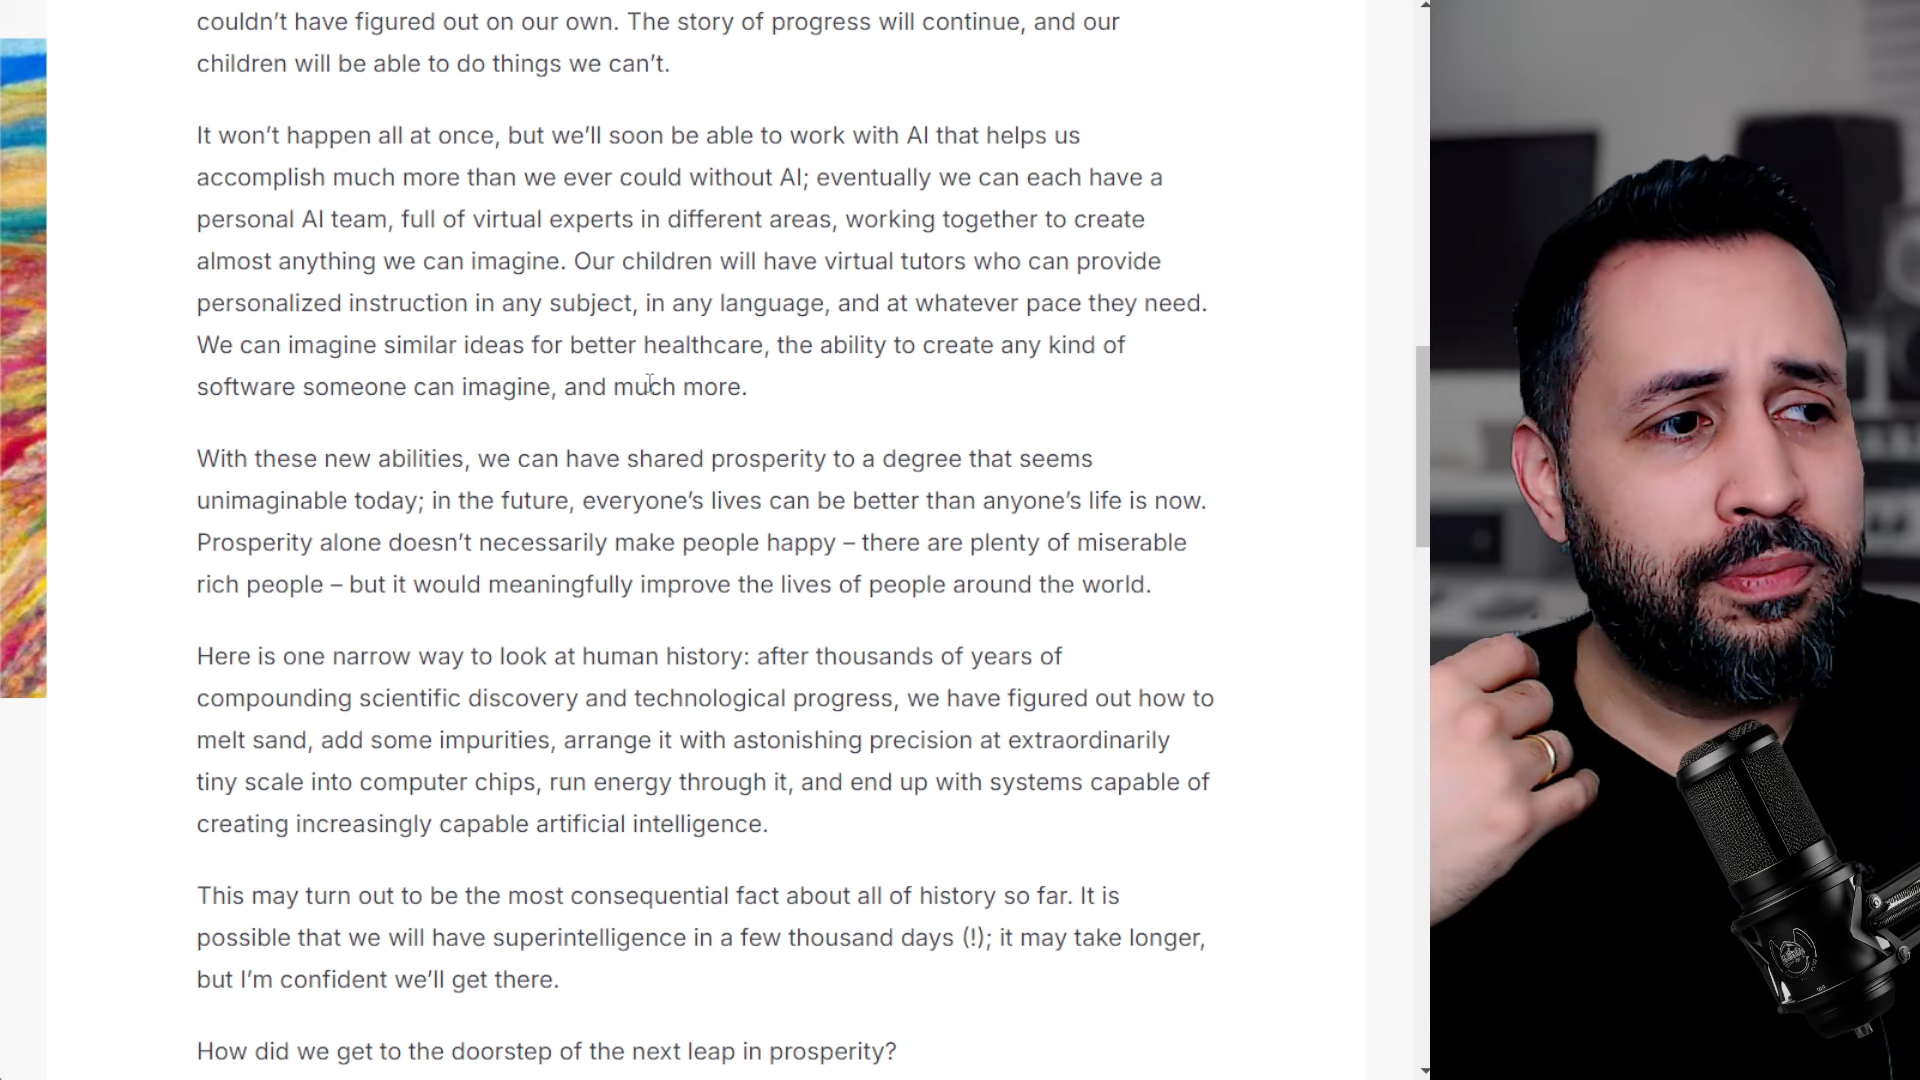 couldn’t have figured out on our own. The story of progress will continue, and our
children will be able to do things we can’t.
It won’t happen all at once, but we’ll soon be able to work with AI that helps us
accomplish much more than we ever could without AI; eventually we can each have a
personal AI team, full of virtual experts in different areas, working together to create
almost anything we can imagine. Our children will have virtual tutors who can provide
personalized instruction in any subject, in any language, and at whatever pace they need.
We can imagine similar ideas for better healthcare, the ability to create any kind of
software someone can imagine, and much more.
With these new abilities, we can have shared prosperity to a degree that seems
unimaginable today; in the future, everyone’s lives can be better than anyone’s life is now.
Prosperity alone doesn’t necessarily make people happy – there are plenty of miserable
rich people – but it would meaningfully improve the lives of people around the world.
Here is one narrow way to look at human history: after thousands of years of
compounding scientific discovery and technological progress, we have figured out how to
melt sand, add some impurities, arrange it with astonishing precision at extraordinarily
tiny scale into computer chips, run energy through it, and end up with systems capable of
creating increasingly capable artificial intelligence.
This may turn out to be the most consequential fact about all of history so far. It is
possible that we will have superintelligence in a few thousand days (!); it may take longer,
but I’m confident we’ll get there.
How did we get to the doorstep of the next leap in prosperity?